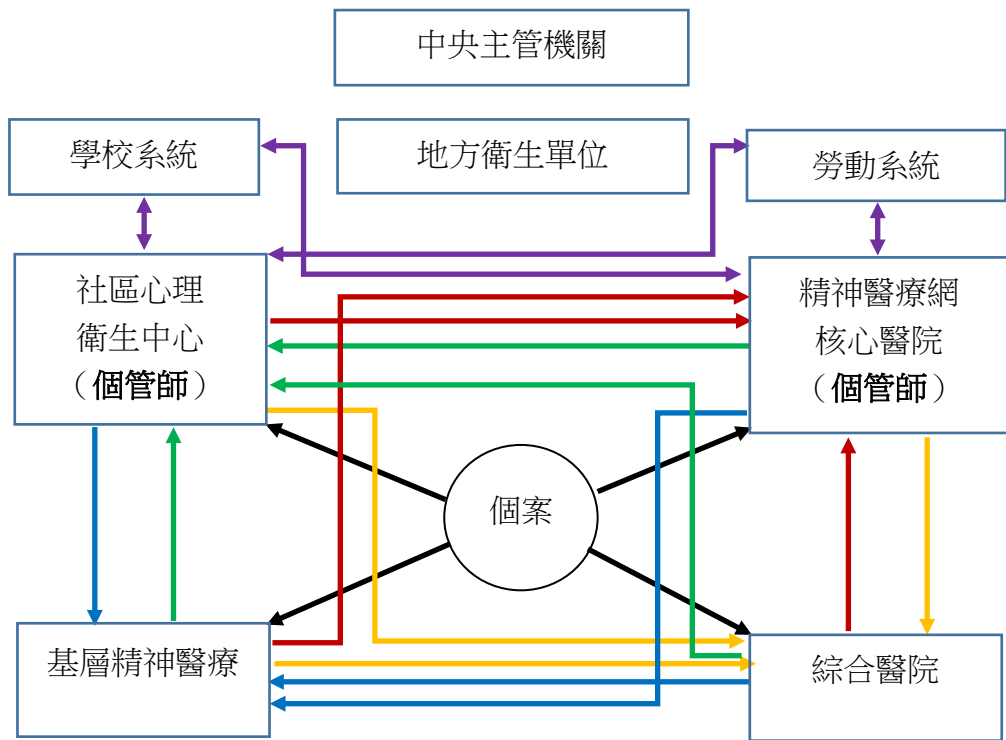 中央主管機關
學校系統
地方衛生單位
勞動系統
社區心理
衛生中心
（個管師）
精神醫療網
核心醫院
（個管師）
個案
基層精神醫療
綜合醫院